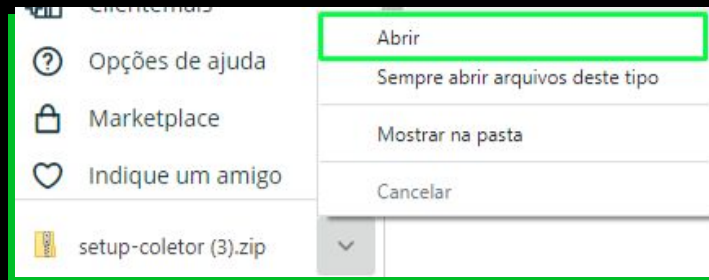 Clientemais
Opções de ajuda
Marketplace
Indique um amigo
setup-coletor (3).zip
Abrir
Sempre abrir arquivos deste tipo
Mostrar na pasta
Cancelar